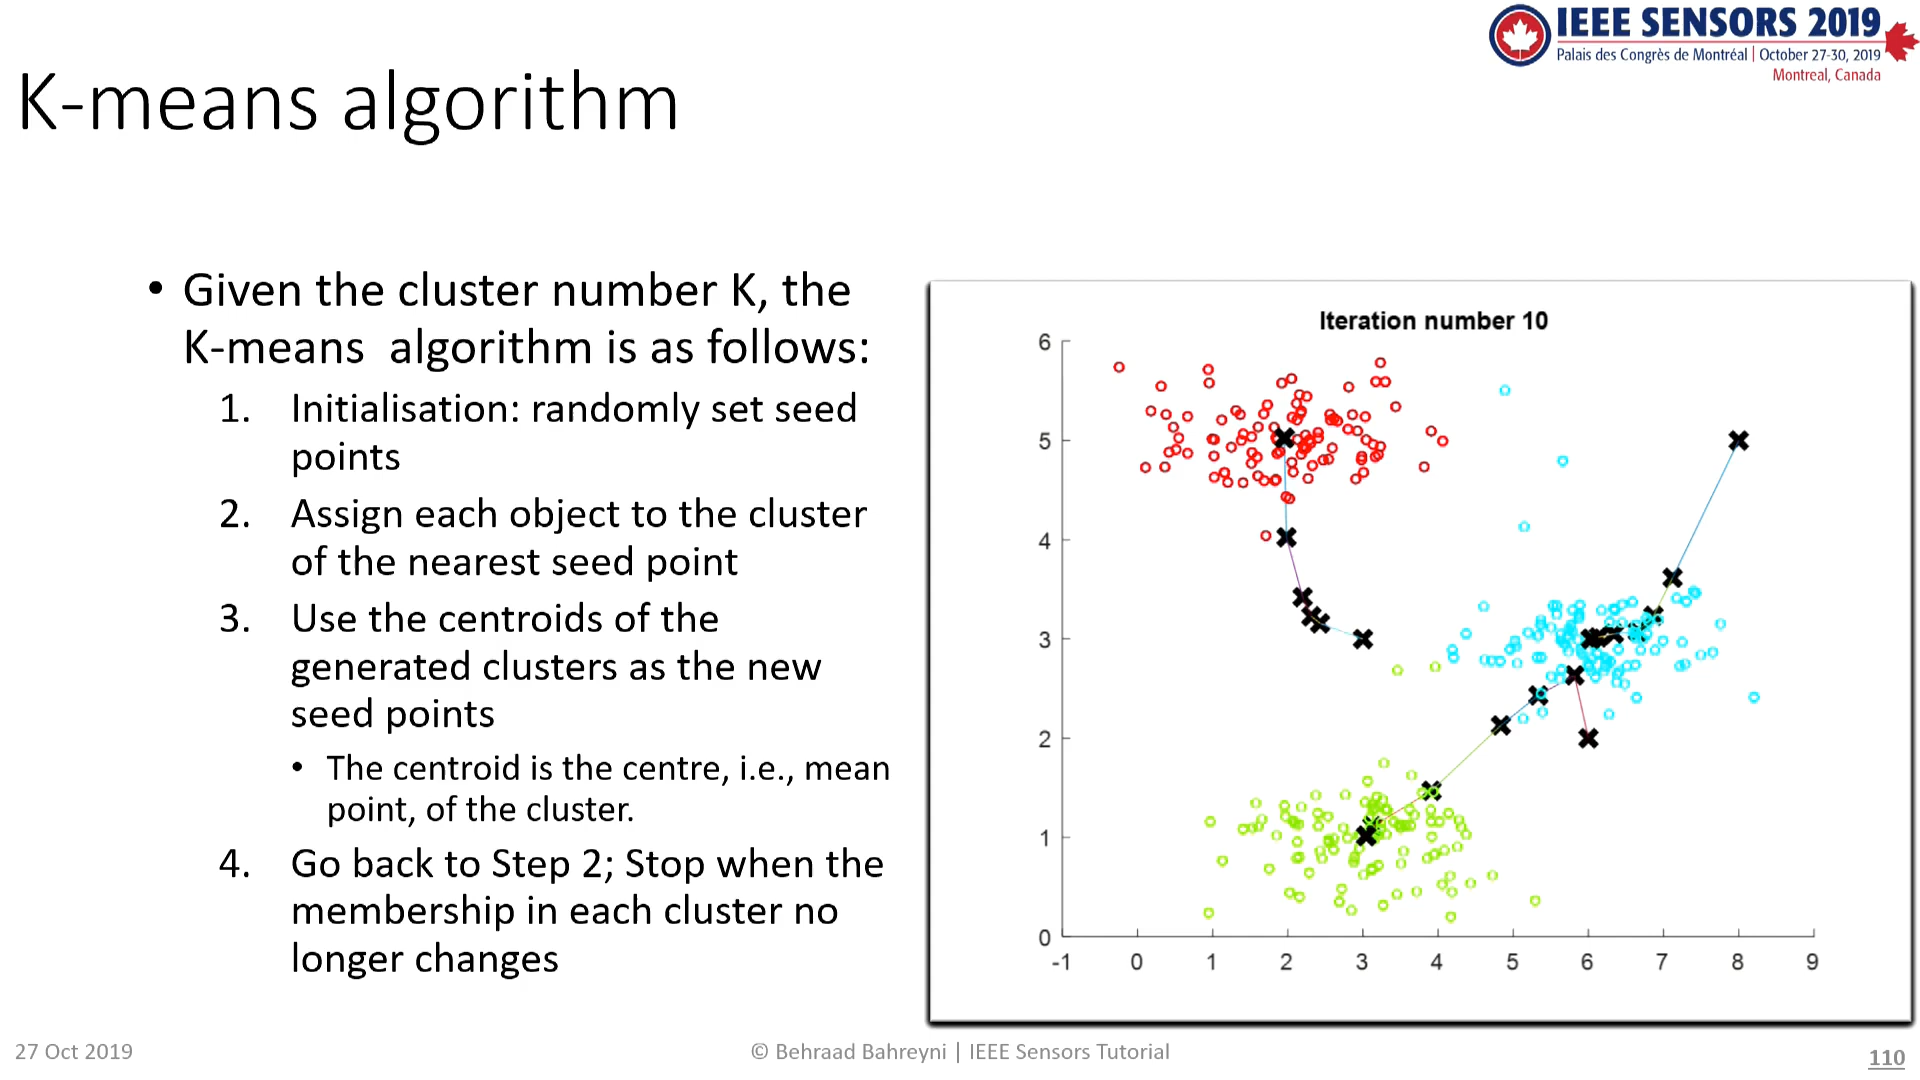 IEEE SENSORS 2019
Palais des Congrès de Montréal | October 27-30, 2019
Montreal, Canada
K-means algorithm
• Given the cluster number K, the
K-means algorithm is as follows:
1. Initialisation: randomly set seed
points
2. Assign each object to the cluster
of the nearest seed point
3. Use the centroids of the
generated clusters as the new
seed points
• The centroid is the centre, i.e., mean
point, of the cluster.
4. Go back to Step 2; Stop when the
membership in each cluster no
longer changes
Iteration number 10
6
5
4
3
2
1
0
-1 0 1 2 3 4 5 6 7 8 9
27 Oct 2019
© Behraad Bahreyni | IEEE Sensors Tutorial
110